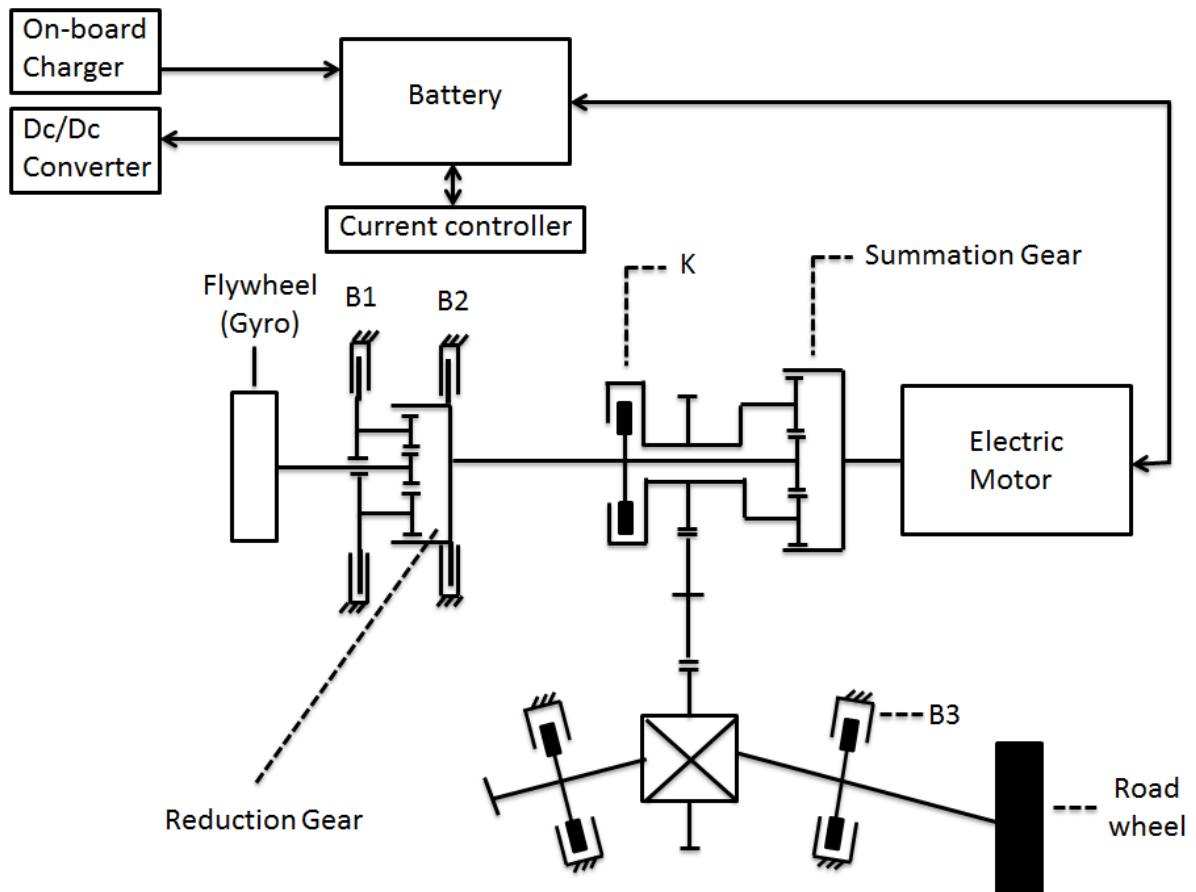 On-board
Charger
Battery
Dc/Dc
Converter
Current controller
K
Summation Gear
Flywheel
(Gyro)
B1
B2
Electric
Motor
B3
Reduction Gear
Road
wheel